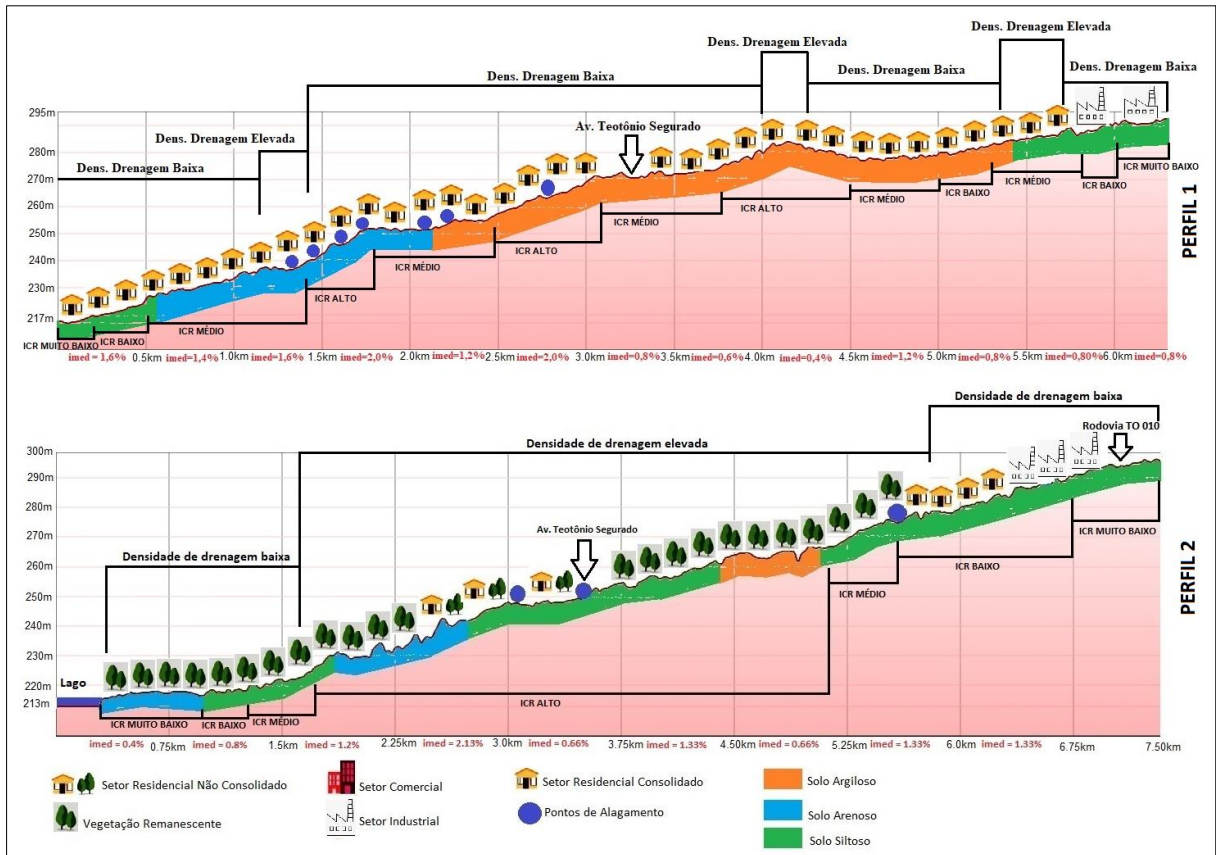 Dens. Drenagem Elevada
Dens. Drenagem Elevada
Dens. Drenagem Baixa
Dens. Drenagem Baixa
Dens. Drenagem Baixa
Dens. Drenagem Elevada
Dens. Drenagem Baixa
Av. Teotônio Segurado
295m
280m
270m
260m
250m
240m
230m
217m
ICR MUITO BAIXO
ICR BAIXO
ICR MÉDIO
ICR ALTO
ICR MÉDIO
ICR ALTO
ICR MÉDIO
ICR ALTO
ICR MÉDIO
ICR BAIXO
ICR MÉDIO
ICR BAIXO
ICR MUITO BAIXO
PERFIL 1
imed = 1,6% 0.5km imed=1,4% 1.0km imed=1,6% 1.5km imed=2,0% 2.0km imed=1,2% 2.5km imed=2,0% 3.0km imed=0,8% 3.5km imed=0,6% 4.0km imed=0,4% 4.5km imed=1,2% 5.0km imed=0,8% 5.5km imed=0,80% 6.0km imed=0,8%
Densidade de drenagem baixa
Densidade de drenagem elevada
Rodovia TO 010
Densidade de drenagem baixa
Av. Teotônio Segurado
300m
290m
280m
270m
260m
250m
240m
230m
220m
213m
Lago
ICR MUITO BAIXO
ICR BAIXO
ICR MÉDIO
ICR ALTO
ICR MÉDIO
ICR BAIXO
ICR MUITO BAIXO
PERFIL 2
imed = 0.4% 0.75km imed = 0.8% 1.5km imed = 1.2% 2.25km imed = 2.13% 3.0km imed = 0.66% 3.75km imed = 1.33% 4.50km imed = 0.66% 5.25km imed = 1.33% 6.0km imed = 1.33% 6.75km 7.50km
Setor Residencial Não Consolidado
Setor Comercial
Setor Residencial Consolidado
Solo Argiloso
Vegetação Remanescente
Setor Industrial
Pontos de Alagamento
Solo Arenoso
Solo Siltoso